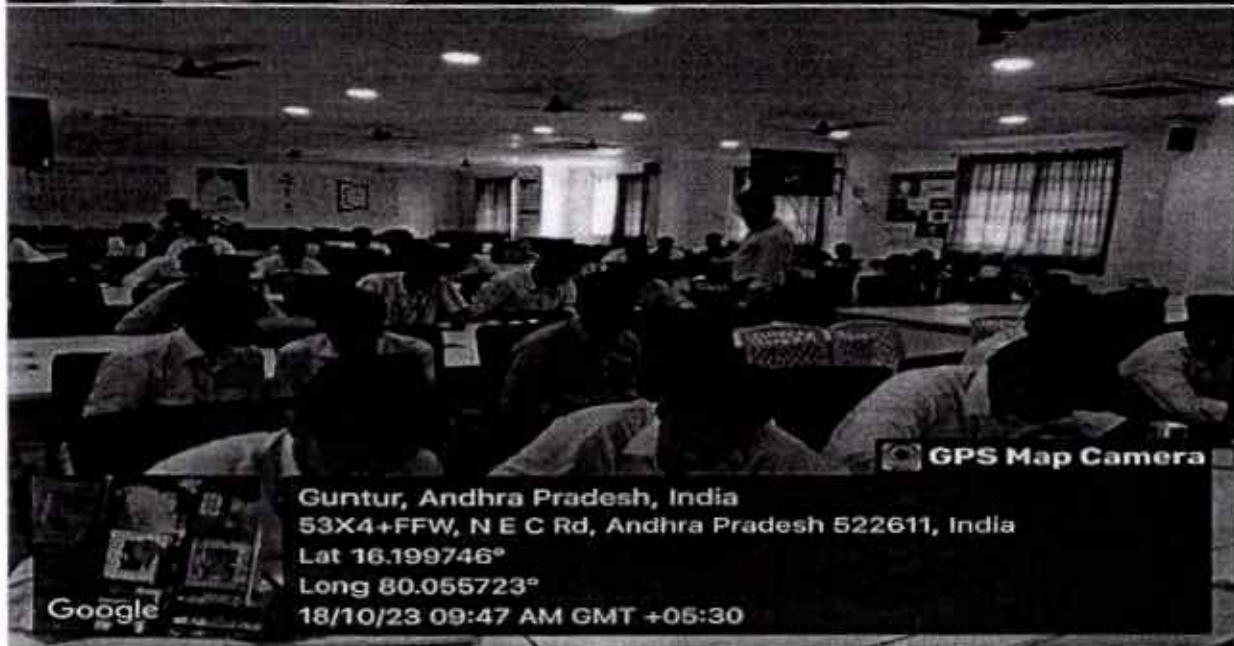 GPS Map Camera
Guntur, Andhra Pradesh, India
53X4+FFW, N E C Rd, Andhra Pradesh 522611, India
Lat 16.199746°
Long 80.055723°
18/10/23 09:47 AM GMT +05:30
Google